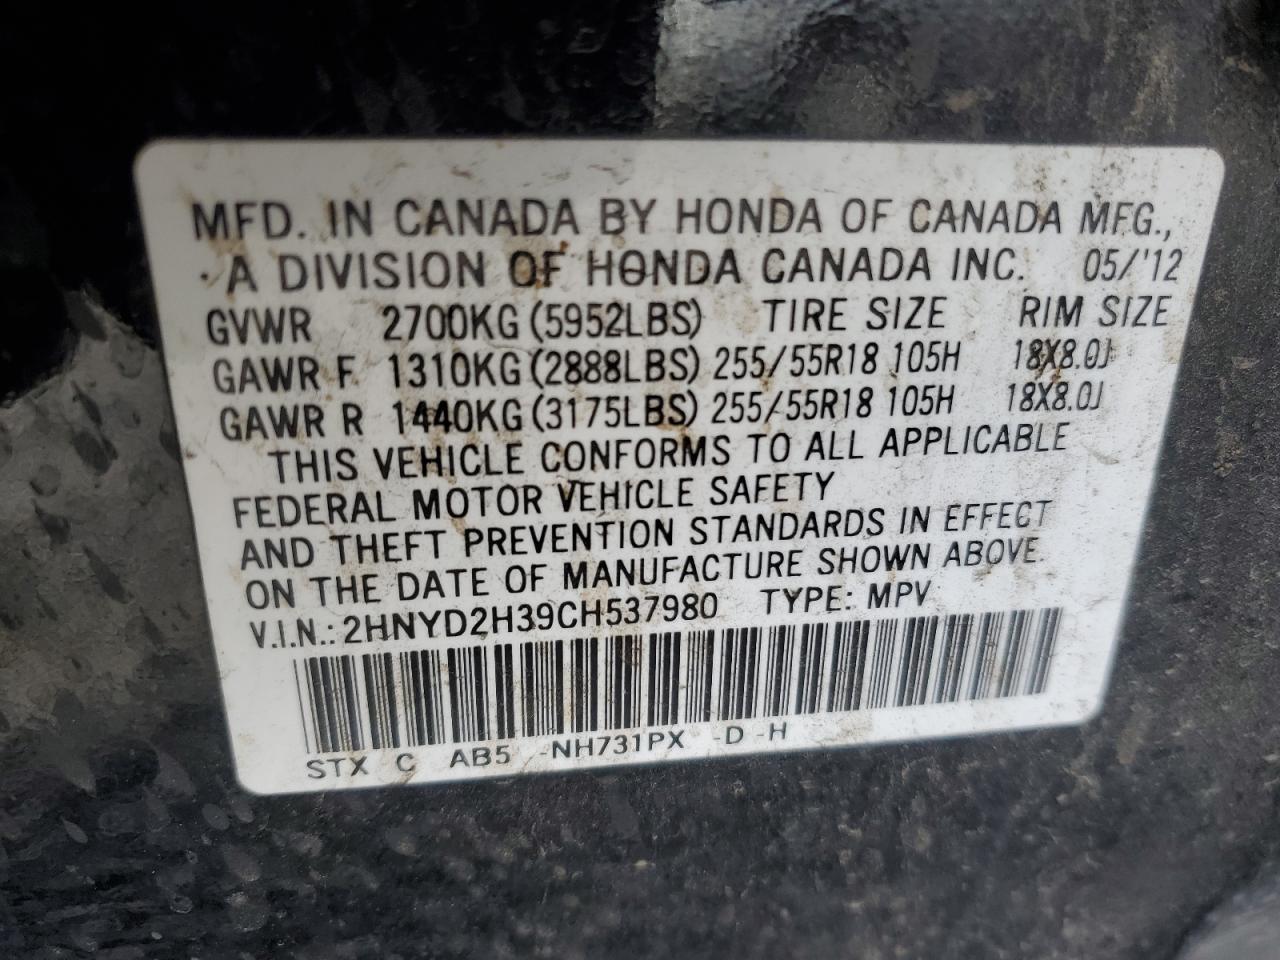 MFD. IN CANADA BY HONDA OF CANADA MFG.,
A DIVISION OF HONDA CANADA INC. 05/'12
GVWR 2700KG (5952LBS) TIRE SIZE RIM SIZE
GAWR F 1310KG (2888LBS) 255/55R18 105H 18X8.0J
GAWR R 1440KG (3175LBS) 255/55R18 105H 18X8.0J
THIS VEHICLE CONFORMS TO ALL APPLICABLE
FEDERAL MOTOR VEHICLE SAFETY
AND THEFT PREVENTION STANDARDS IN EFFECT
ON THE DATE OF MANUFACTURE SHOWN ABOVE.
V.I.N.: 2HNYD2H39CH537980 TYPE: MPV
STX C AB5 -NH731PX -D -H